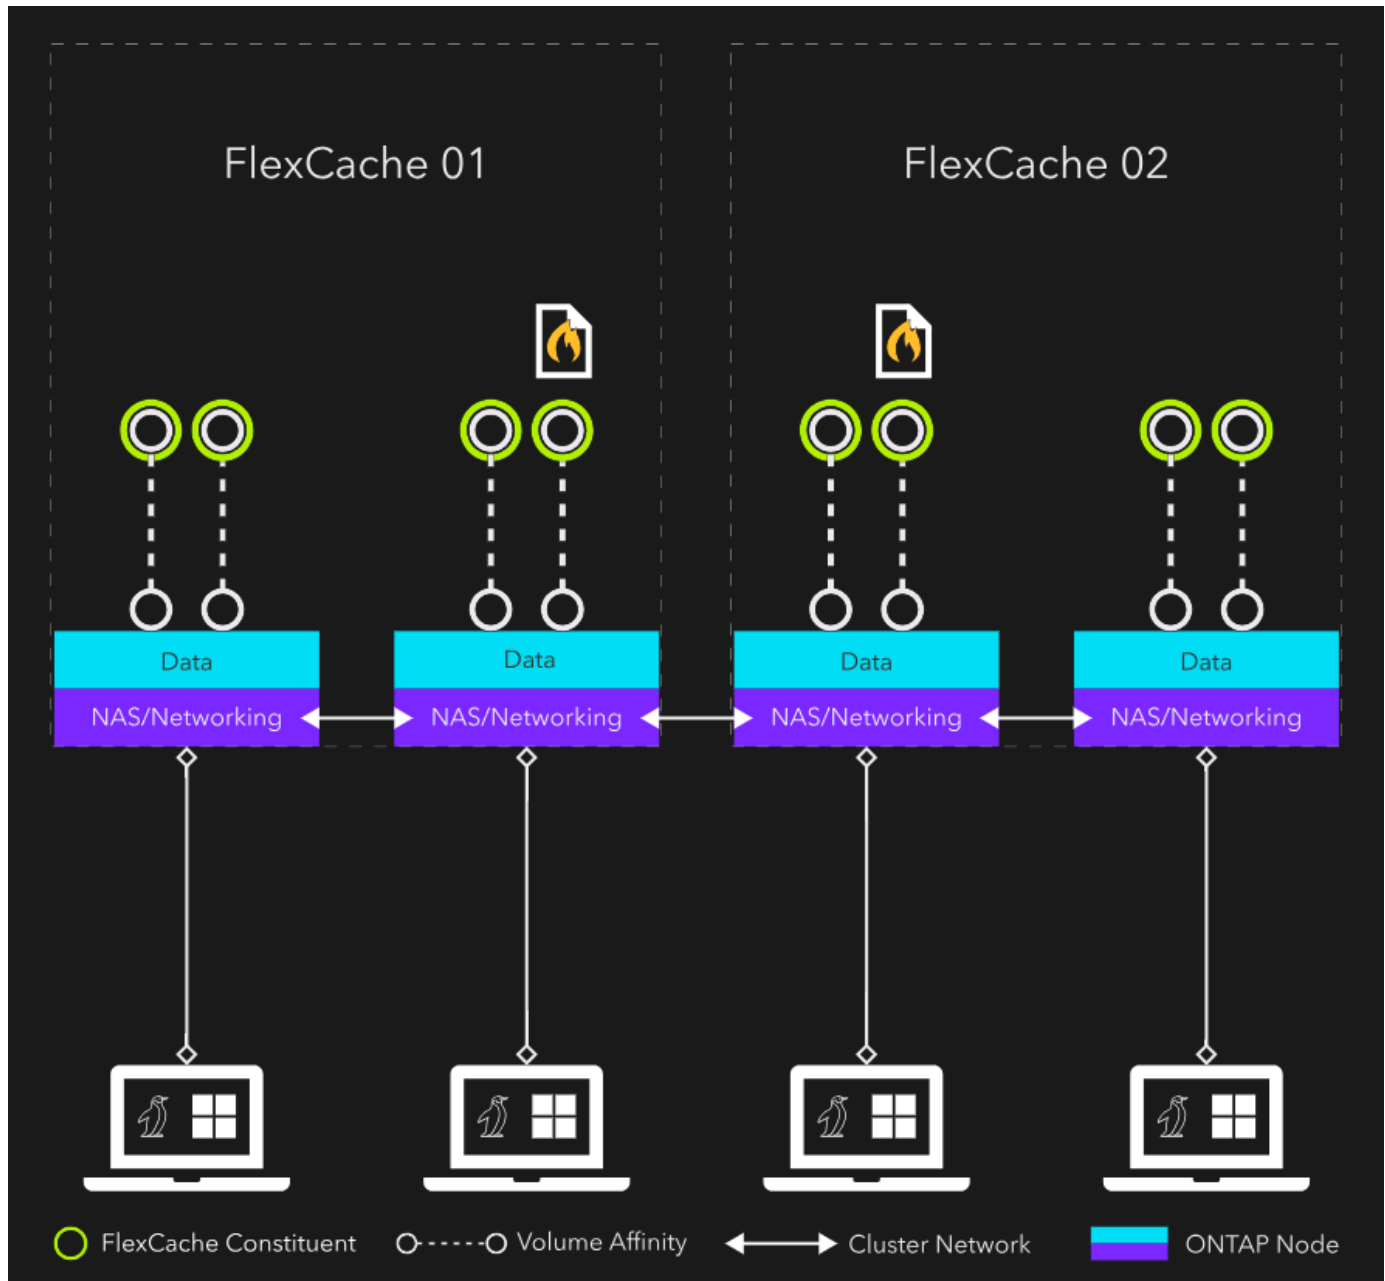 FlexCache 01
FlexCache 02
Data
Data
Data
Data
NAS/Networking
NAS/Networking
NAS/Networking
NAS/Networking
FlexCache Constituent
Volume Affinity
Cluster Network
ONTAP Node